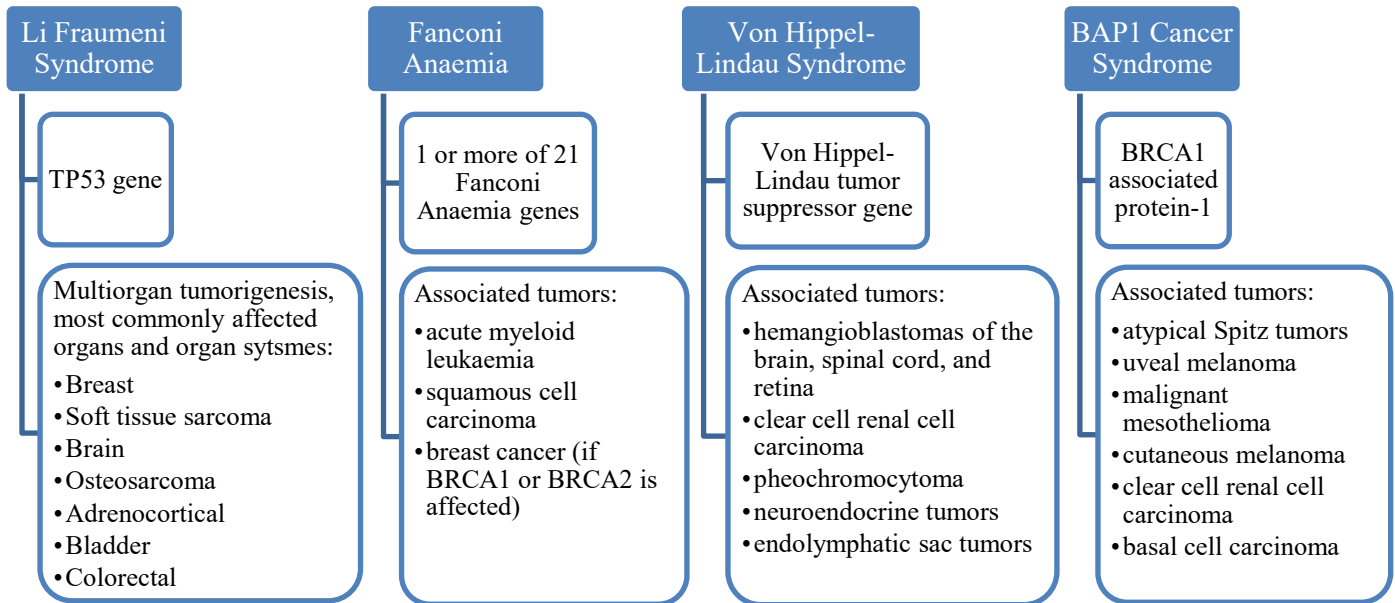 Li Fraumeni
Syndrome
TP53 gene
Multiorgan tumorigenesis,
most commonly affected
organs and organ sytsmes:
•Breast
•Soft tissue sarcoma
•Brain
•Osteosarcoma
•Adrenocortical
•Bladder
•Colorectal
Fanconi
Anaemia
1 or more of 21
Fanconi
Anaemia genes
Associated tumors:
•acute myeloid
leukaemia
•squamous cell
carcinoma
•breast cancer (if
BRCA1 or BRCA2 is
affected)
Von Hippel-
Lindau Syndrome
Von Hippel-
Lindau tumor
suppressor gene
Associated tumors:
•hemangioblastomas of the
brain, spinal cord, and
retina
•clear cell renal cell
carcinoma
•pheochromocytoma
•neuroendocrine tumors
•endolymphatic sac tumors
BAP1 Cancer
Syndrome
BRCA1
associated
protein-1
Associated tumors:
•atypical Spitz tumors
•uveal melanoma
•malignant
mesothelioma
•cutaneous melanoma
•clear cell renal cell
carcinoma
•basal cell carcinoma